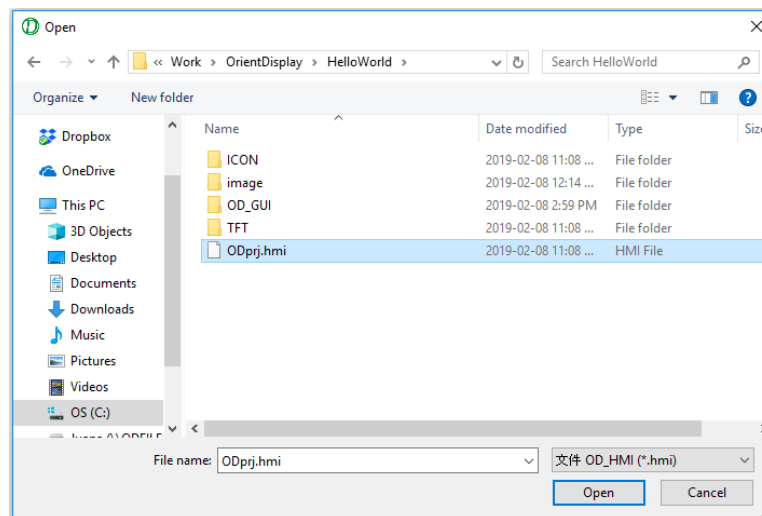 Open
« Work › OrientDisplay › HelloWorld ›
Search HelloWorld
Organize
New folder
Name
Date modified
Type
Size
Dropbox
OneDrive
This PC
3D Objects
Desktop
Documents
Downloads
Music
Pictures
Videos
OS (C:)
ICON 2019-02-08 11:08 ... File folder
image 2019-02-08 12:14 ... File folder
OD_GUI 2019-02-08 2:59 PM File folder
TFT 2019-02-08 11:08 ... File folder
ODprj.hmi 2019-02-08 11:08 ... HMI File
File name: ODprj.hmi
文件 OD_HMI (*.hmi)
Open
Cancel